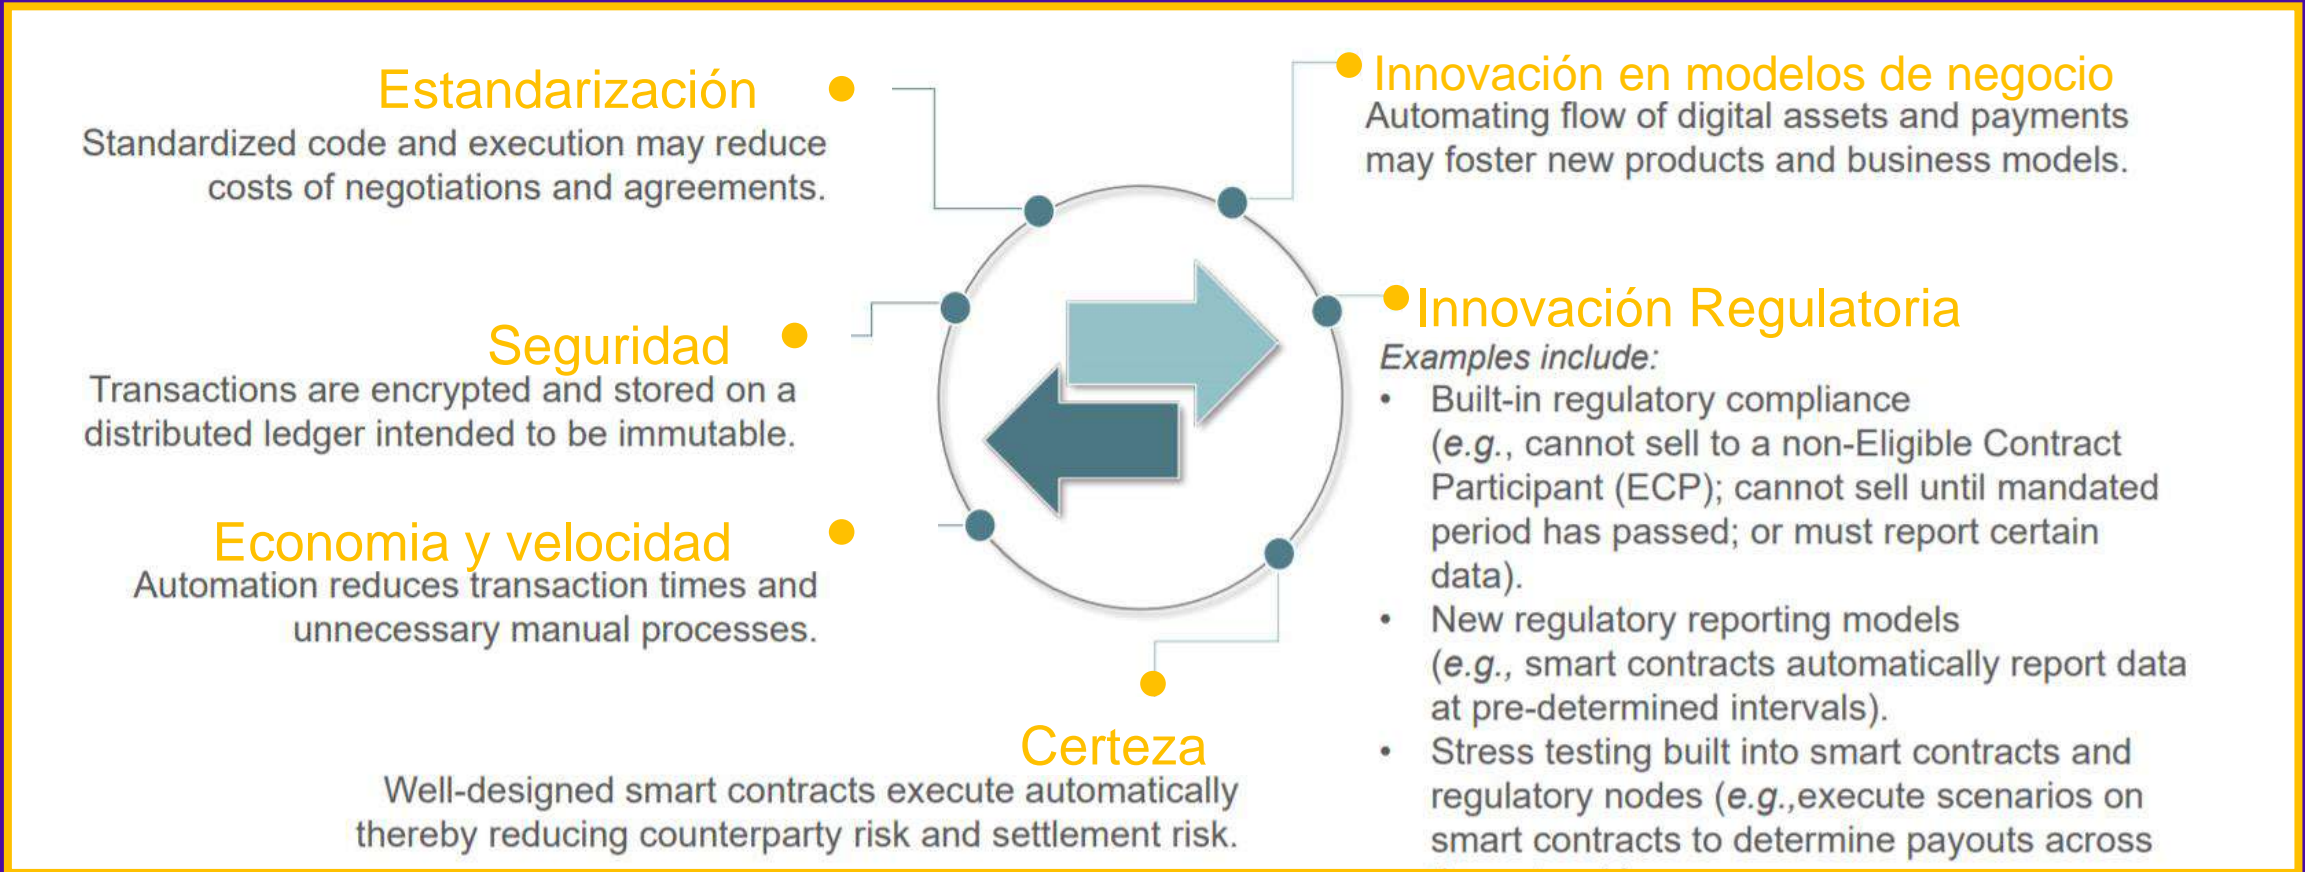 Estandarización
Standardized code and execution may reduce
costs of negotiations and agreements.
Seguridad
Transactions are encrypted and stored on a
distributed ledger intended to be immutable.
Economia y velocidad
Automation reduces transaction times and
unnecessary manual processes.
Certeza
Well-designed smart contracts execute automatically
thereby reducing counterparty risk and settlement risk.
Innovación en modelos de negocio
Automating flow of digital assets and payments
may foster new products and business models.
Innovación Regulatoria
Examples include:
• Built-in regulatory compliance
(e.g., cannot sell to a non-Eligible Contract
Participant (ECP); cannot sell until mandated
period has passed; or must report certain
data).
• New regulatory reporting models
(e.g., smart contracts automatically report data
at pre-determined intervals).
• Stress testing built into smart contracts and
regulatory nodes (e.g.,execute scenarios on
smart contracts to determine payouts across